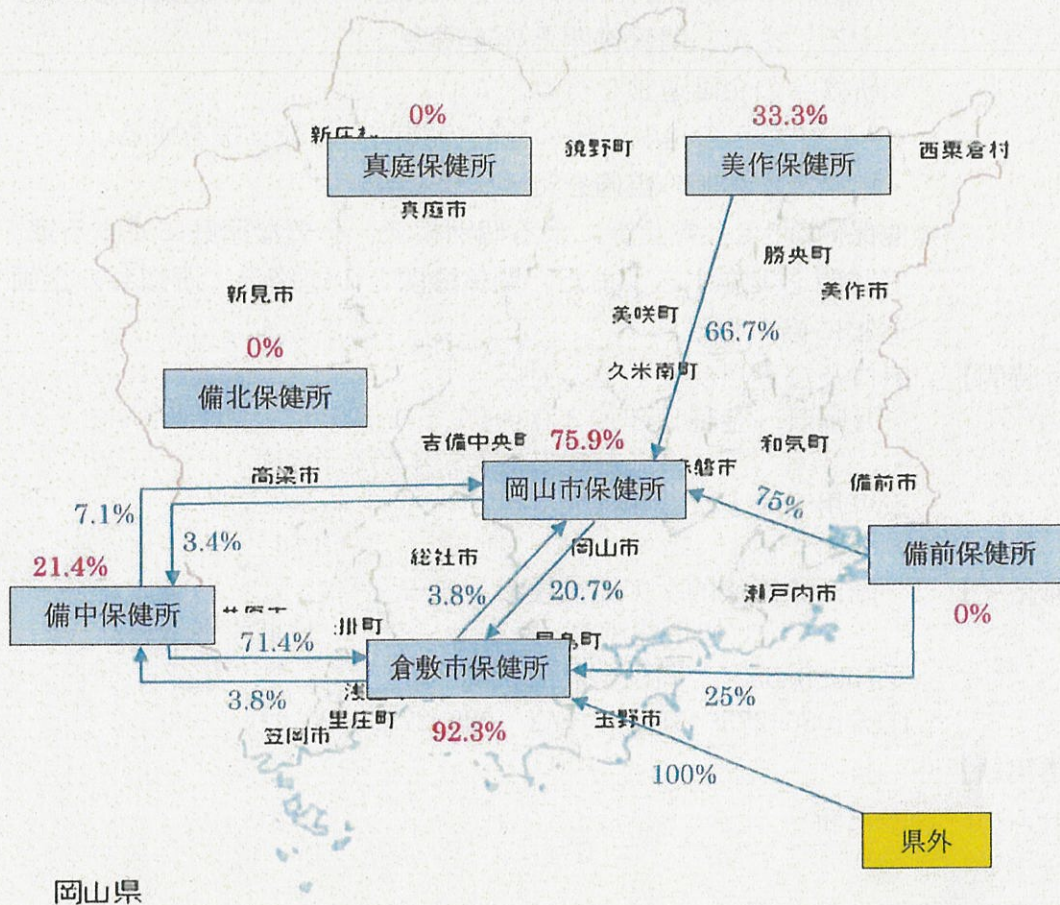 0%
33.3%
真庭保健所
鏡野町
美作保健所
西粟倉村
真庭市
勝央町
新見市
美作市
美咲町
66.7%
0%
久米南町
備北保健所
吉備中央
75.9%
和気町
高梁市
岡山市保健所
備前市
7.1%
75%
3.4%
総社市
岡山市
備前保健所
21.4%
3.8%
20.7%
瀬戸内市
0%
備中保健所
71.4%
倉敷市保健所
3.8%
25%
里庄町
笠岡市
92.3%
玉野市
100%
県外
岡山県